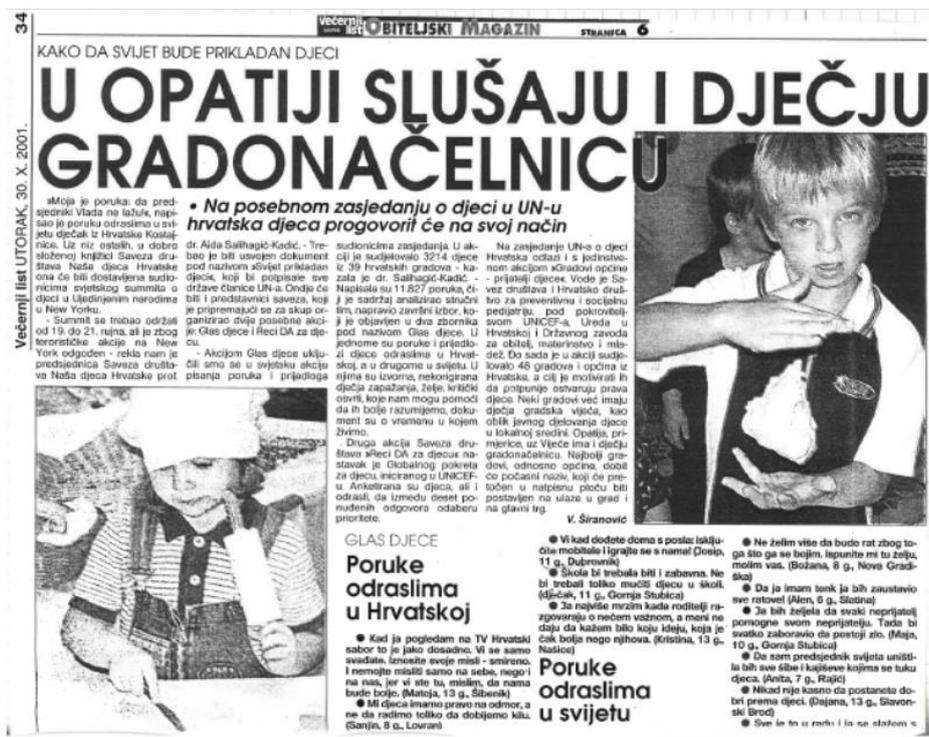 34
Večernji list UTORAK, 30. X. 2001.
Večernji list
OBITELJSKI MAGAZIN
STRANICA 6
KAKO DA SVIJET BUDE PRIKLADAN DJECI
U OPATIJI SLUŠAJU I DJEČJU
GRADONAČELNICU
• Na posebnom zasjedanju o djeci u UN-u
hrvatska djeca progovorit će na svoj način
»Moja je poruka: da pred-
sjedniki Vlada ne lažu«, napi-
sao je poruku odraslima u svi-
jetu dječak iz Hrvatske Kostaj-
nice. Uz niz ostalih, u dobro
složenoj knjižici Saveza dru-
štava Naša djeca Hrvatske
ona će biti dostavljena sudio-
nicima svjetskog summita o
djeci u Ujedinjenim narodima
u New Yorku.
- Summit se trebao održati
od 19. do 21. rujna, ali je zbog
terorističke akcije na New
York odgođen - rekla nam je
predsjednica Saveza društa-
va Naša djeca Hrvatske prof.
dr. Aida Salihagić-Kadić. - Tre-
bao je biti usvojen dokument
pod nazivom »Svijet prikladan
djeci«, koji bi potpisale sve
države članice UN-a. Ondje će
biti i predstavnici saveza, koji
je pripremajući se za skup or-
ganizirao dvije posebne akci-
je: Glas djece i Reci DA za dje-
cu.
- Akcijom Glas djece uklju-
čili smo se u svjetsku akciju
pisanja poruka i prijedloga
sudionicima zasjedanja. U ak-
ciji je sudjelovalo 3214 djece
iz 39 hrvatskih gradova - ka-
zala je dr. Salihagić-Kadić. -
Napisala su 11.827 poruka, či-
ji je sadržaj analizirao stručni
tim, napravio završni izbor, ko-
ji je objavljen u dva zbornika
pod nazivom Glas djece. U
jednome su poruke i prijedlo-
zi djece odraslima u Hrvat-
skoj, a u drugome u svijetu. U
njima su izvorna, nekorigirana
dječja zapažanja, želje, kritički
osvrti, koje nam mogu pomoći
da ih bolje razumijemo, doku-
ment su o vremenu u kojem
živimo.
Druga akcija Saveza dru-
štava »Reci DA za djecu« na-
stavak je Globalnog pokreta
za djecu, iniciranog u UNICEF-
u. Anketirana su djeca, ali i
odrasli, da između deset po-
nuđenih odgovora odaberu
prioritete.
Na zasjedanje UN-a o djeci
Hrvatska odlazi i s jedinstve-
nom akcijom »Gradovi općine
- prijatelji djece«. Vode je Sa-
vez društava i Hrvatsko dru-
štvo za preventivnu i socijalnu
pedijatriju, pod pokrovitelj-
svom UNICEF-a, Ureda u
Hrvatskoj i Državnog zavoda
za obitelj, materinstvo i mla-
dež. Do sada je u akciji sudje-
lovalo 48 gradova i općina iz
Hrvatske, a cilj je motivirati ih
da potpunije ostvaruju prava
djece. Neki gradovi već imaju
dječja gradska vijeća, kao
oblik javnog djelovanja djece
u lokalnoj sredini. Opatija, pri-
mjerice, uz Vijeće ima i dječju
gradonačelnicu. Najbolji gra-
dovi, odnosno općine, dobit
će počasni naziv, koji će pre-
točen u natpisnu ploču biti
postavljen na ulaze u grad i
na glavni trg.
V. Širanović
GLAS DJECE
Poruke
odraslima
u Hrvatskoj
● Kad ja pogledam na TV Hrvatski
sabor to je jako dosadno. Vi se samo
svađate. Iznosite svoje misli - smireno.
I nemojte misliti samo na sebe, nego i
na nas, jer vi ste tu, mislim, da nama
bude bolje. (Mateja, 13 g., Šibenik)
● Mi djeca imamo pravo na odmor, a
ne da radimo toliko da dobijemo kilu.
(Sanjin, 8 g., Lovran)
● Vi kad dođete doma s posla: isklju-
čite mobitele i igrajte se s nama! (Josip,
11 g., Dubrovnik)
● Škola bi trebala biti i zabavna. Ne
bi trebali toliko mučiti djecu u školi.
(dječak, 11 g., Gornja Stubica)
● Ja najviše mrzim kada roditelji ra-
zgovaraju o nečem važnom, a meni ne
daju da kažem bilo koju ideju, koja je
čak bolja nego njihova. (Kristina, 13 g.,
Našice)
Poruke
odraslima
u svijetu
● Ne želim više da bude rat zbog to-
ga što ga se bojim. Ispunite mi tu želju,
molim vas. (Božana, 8 g., Nova Gradi-
ška)
● Da ja imam tenk ja bih zaustavio
sve ratove! (Alen, 6 g., Slatina)
● Ja bih željela da svaki neprijatelj
pomogne svom neprijatelju. Tada bi
svatko zaboravio da postoji zlo. (Maja,
10 g., Gornja Stubica)
● Da sam predsjednik svijeta uništi-
la bih sve šibe i kajiševe kojima se tuku
djeca. (Anita, 7 g., Rajić)
● Nikad nije kasno da postanete do-
bri prema djeci. (Dajana, 13 g., Slavon-
ski Brod)
● Sve je to u redu i ja se slažem s